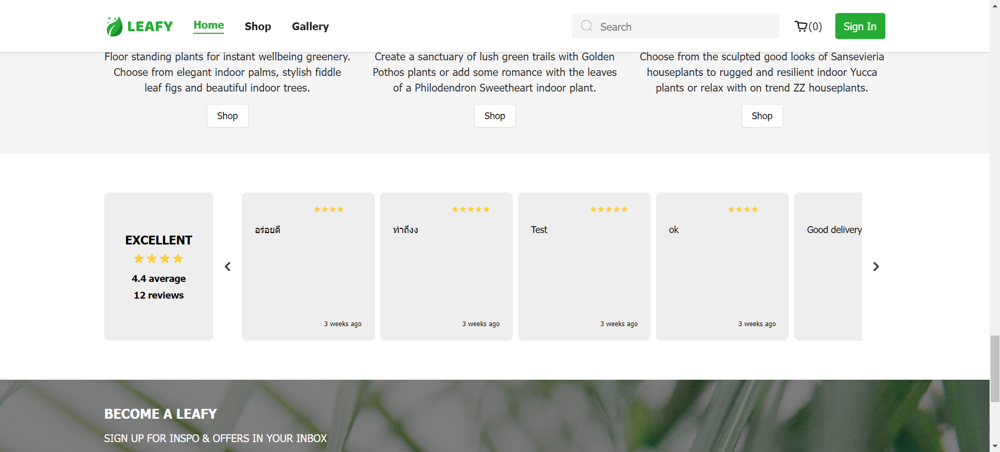 LEAFY Home Shop Gallery Search (0) Sign In
Floor standing plants for instant wellbeing greenery.
Choose from elegant indoor palms, stylish fiddle
leaf figs and beautiful indoor trees.
Shop
Create a sanctuary of lush green trails with Golden
Pothos plants or add some romance with the leaves
of a Philodendron Sweetheart indoor plant.
Shop
Choose from the sculpted good looks of Sansevieria
houseplants to rugged and resilient indoor Yucca
plants or relax with on trend ZZ houseplants.
Shop
EXCELLENT
4.4 average
12 reviews
อร่อยดี
3 weeks ago
ทำถึงง
3 weeks ago
Test
3 weeks ago
ok
3 weeks ago
Good delivery
BECOME A LEAFY
SIGN UP FOR INSPO & OFFERS IN YOUR INBOX